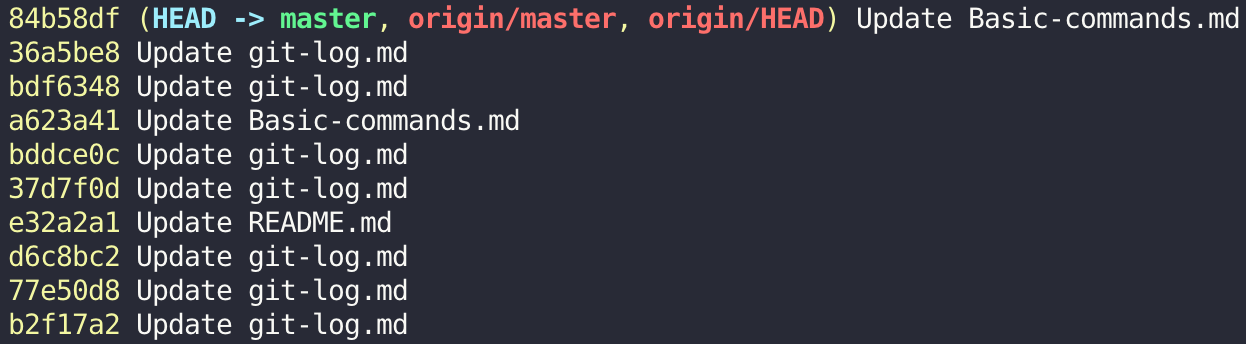 84b58df (HEAD -> master, origin/master, origin/HEAD) Update Basic-commands.md
36a5be8 Update git-log.md
bdf6348 Update git-log.md
a623a41 Update Basic-commands.md
bddce0c Update git-log.md
37d7f0d Update git-log.md
e32a2a1 Update README.md
d6c8bc2 Update git-log.md
77e50d8 Update git-log.md
b2f17a2 Update git-log.md